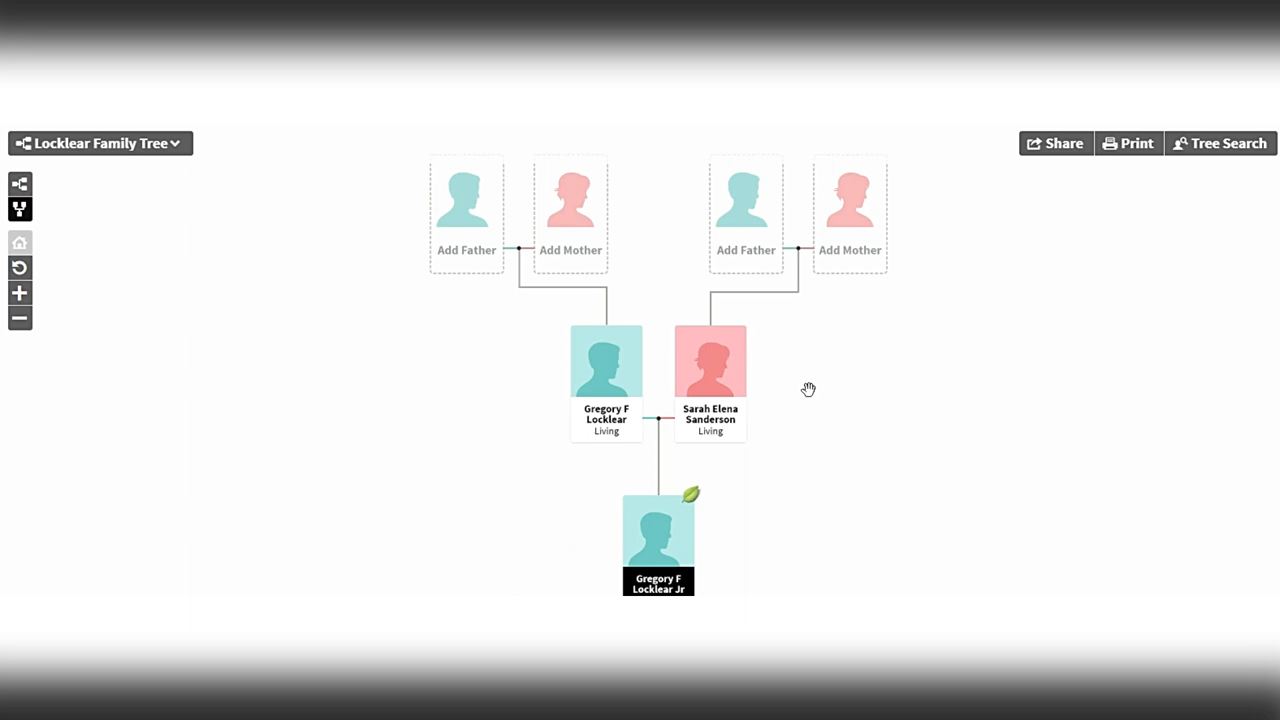 Locklear Family Tree
Share
Print
Tree Search
Add Father
Add Mother
Add Father
Add Mother
Gregory F
Locklear
Living
Sarah Elena
Sanderson
Living
Gregory F
Locklear Jr